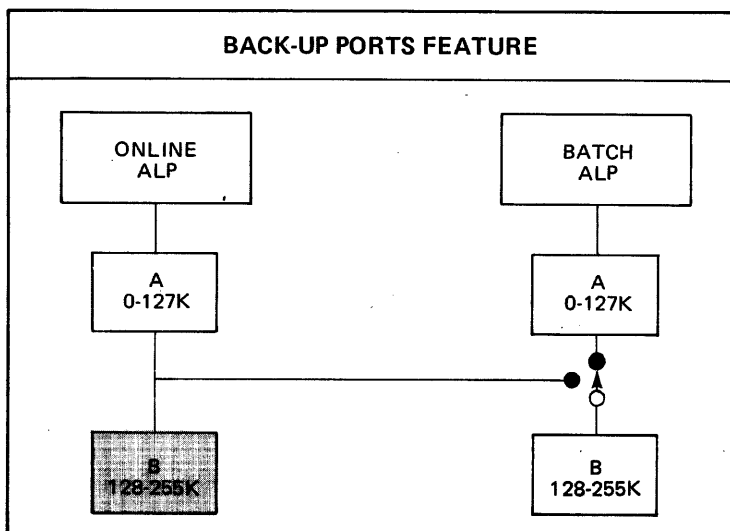 BACK-UP PORTS FEATURE
ONLINE
ALP
BATCH
ALP
A
0-127K
A
0-127K
B
128-255K
B
128-255K